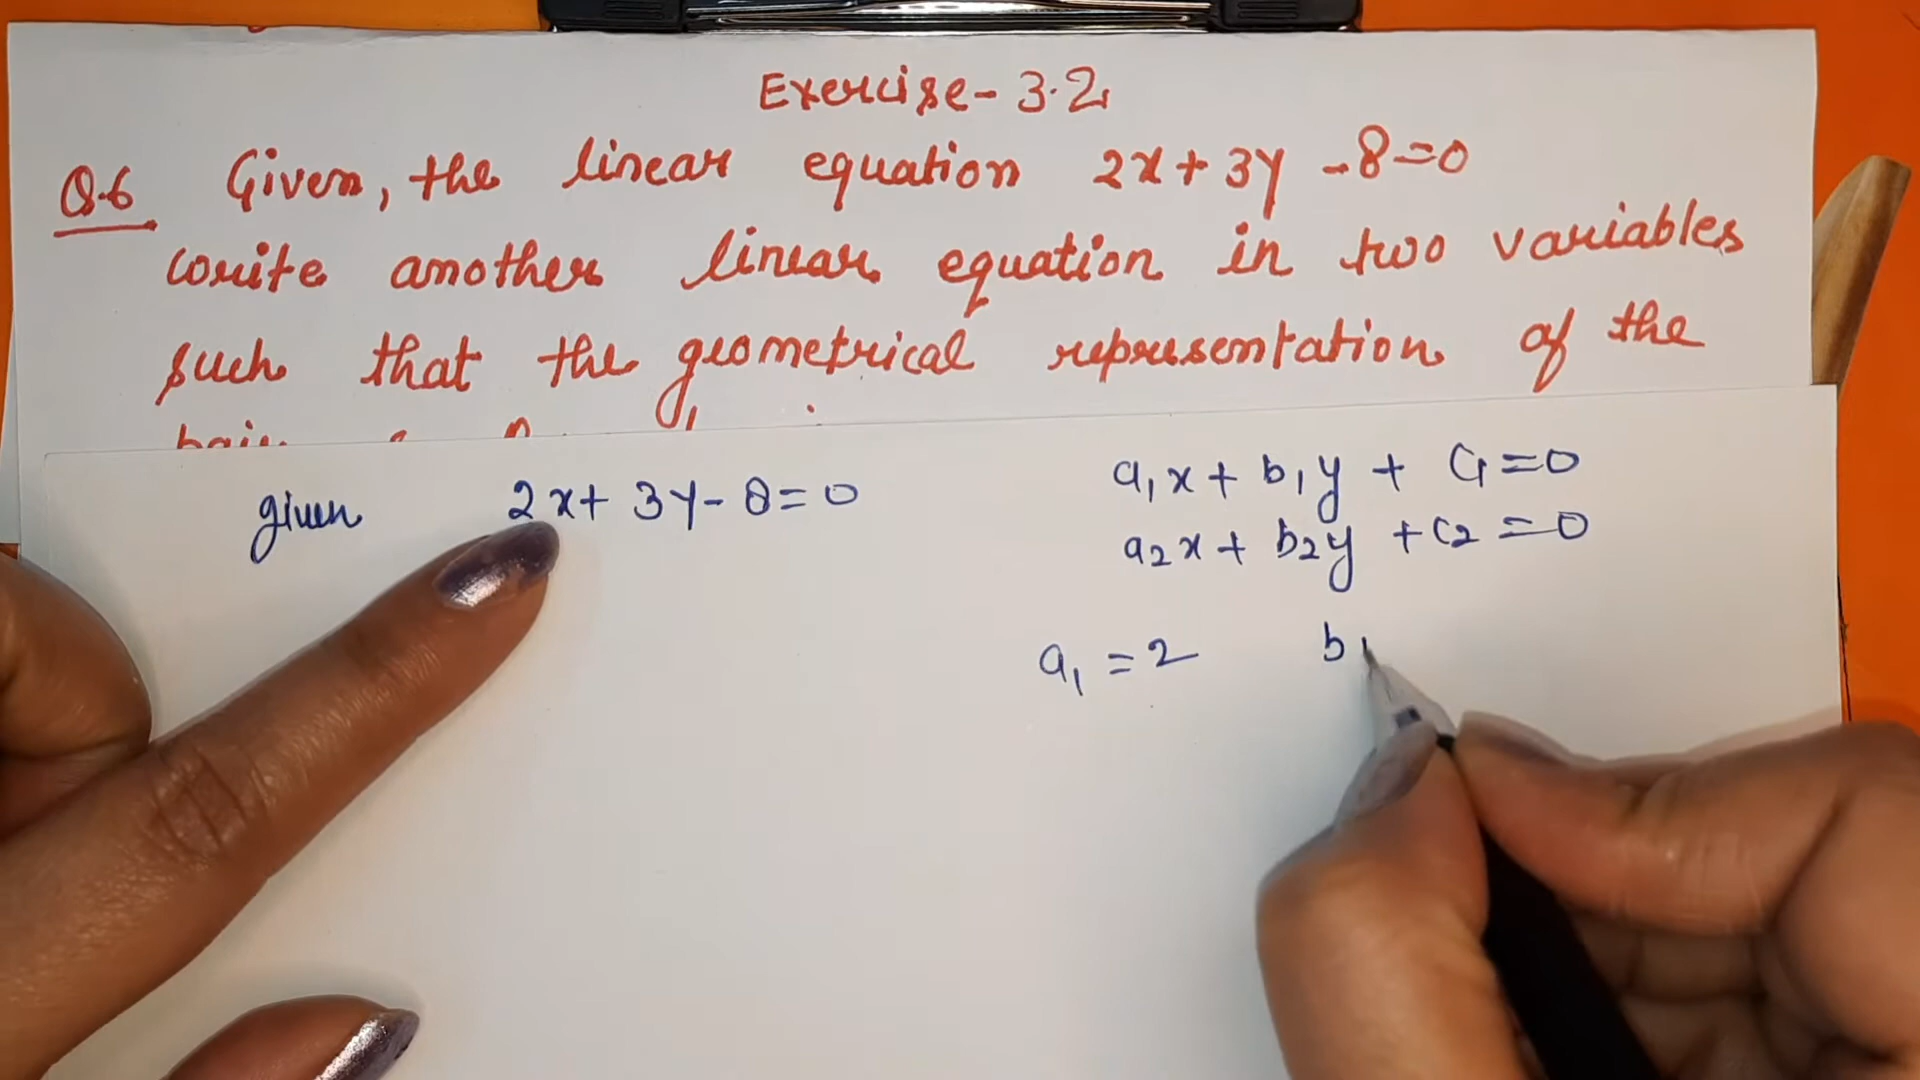 Exercise- 3.2
Q.6 Given, the linear equation 2x + 3y - 8 = 0
write another linear equation in two variables
such that the geometrical representation of the
given 2x + 3y - 8 = 0
a₁x + b₁y + c₁ = 0
a₂x + b₂y + c₂ = 0
a₁ = 2 b₁